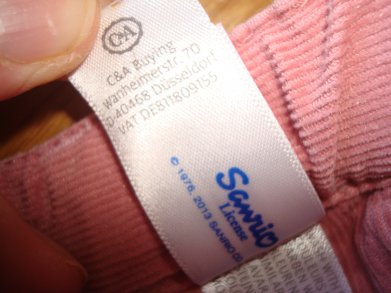 C&A
C&A Buying
Wanheimerstr. 70
D-40468 Düsseldorf
VAT DE811809155
Sanrio
License
© 1976, 2013 SANRIO CO